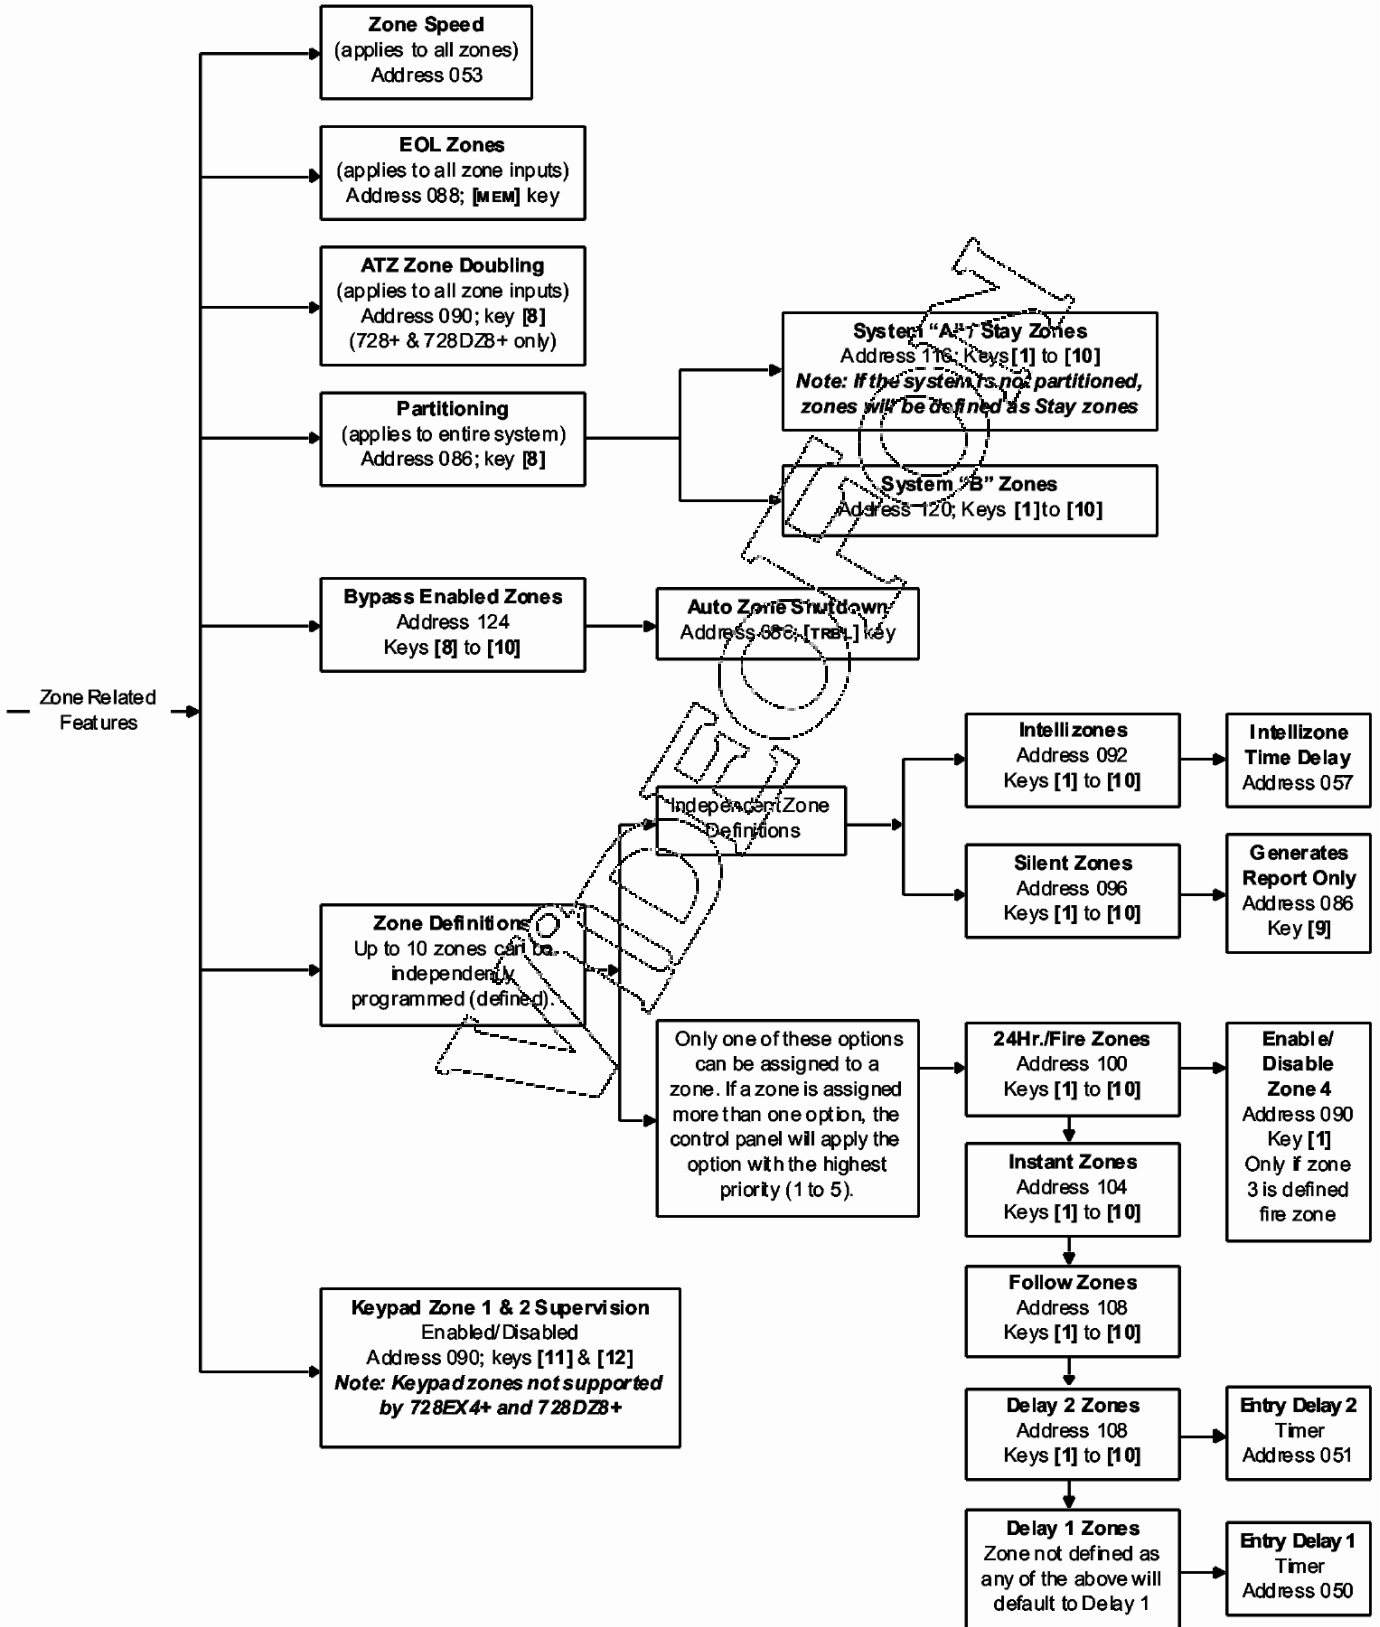 Zone Speed
(applies to all zones)
Address 053
EOL Zones
(applies to all zone inputs)
Address 088; [MEM] key
ATZ Zone Doubling
(applies to all zone inputs)
Address 090; key [8]
(728+ & 728DZ8+ only)
Partitioning
(applies to entire system)
Address 086; key [8]
System “A” / Stay Zones
Address 116; Keys [1] to [10]
Note: If the system is not partitioned,
zones will be defined as Stay zones
System “B” Zones
Address 120; Keys [1] to [10]
Bypass Enabled Zones
Address 124
Keys [8] to [10]
Auto Zone Shutdown
Address [TRBL] key
Zone Related
Features
Zone Definitions
Up to 10 zones can be
independently
programmed (defined).
Independent Zone
Definitions
Intellizones
Address 092
Keys [1] to [10]
Intellizone
Time Delay
Address 057
Silent Zones
Address 096
Keys [1] to [10]
Generates
Report Only
Address 086
Key [9]
Only one of these options
can be assigned to a
zone. If a zone is assigned
more than one option, the
control panel will apply the
option with the highest
priority (1 to 5).
24Hr./Fire Zones
Address 100
Keys [1] to [10]
Enable/
Disable
Zone 4
Address 090
Key [1]
Only if zone
3 is defined
fire zone
Instant Zones
Address 104
Keys [1] to [10]
Follow Zones
Address 108
Keys [1] to [10]
Delay 2 Zones
Address 108
Keys [1] to [10]
Entry Delay 2
Timer
Address 051
Delay 1 Zones
Zone not defined as
any of the above will
default to Delay 1
Entry Delay 1
Timer
Address 050
Keypad Zone 1 & 2 Supervision
Enabled/Disabled
Address 090; keys [11] & [12]
Note: Keypad zones not supported
by 728EX4+ and 728DZ8+